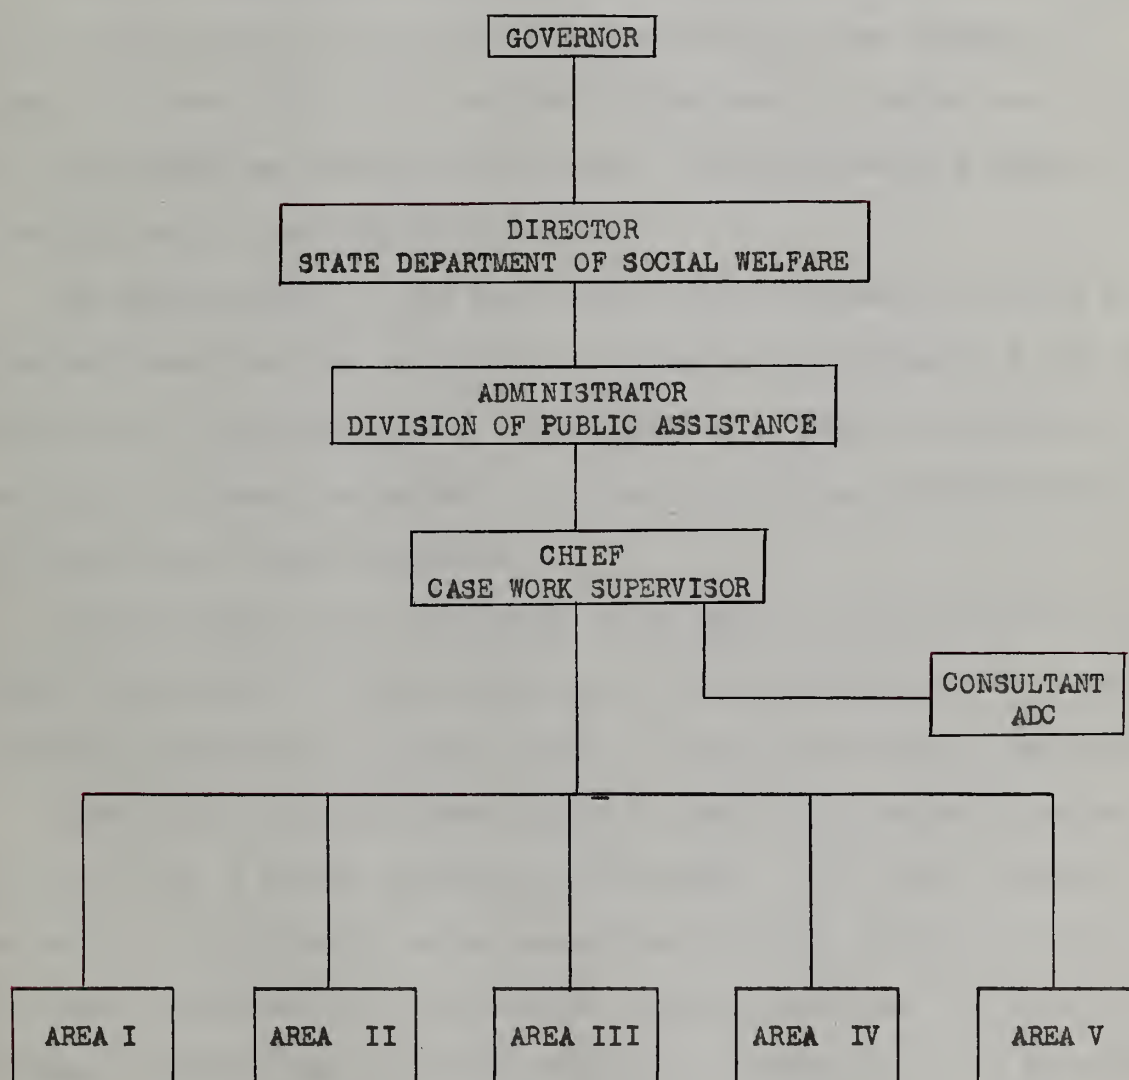 GOVERNOR
DIRECTOR
STATE DEPARTMENT OF SOCIAL WELFARE
ADMINISTRATOR
DIVISION OF PUBLIC ASSISTANCE
CHIEF
CASE WORK SUPERVISOR
CONSULTANT
ADC
AREA I
AREA II
AREA III
AREA IV
AREA V